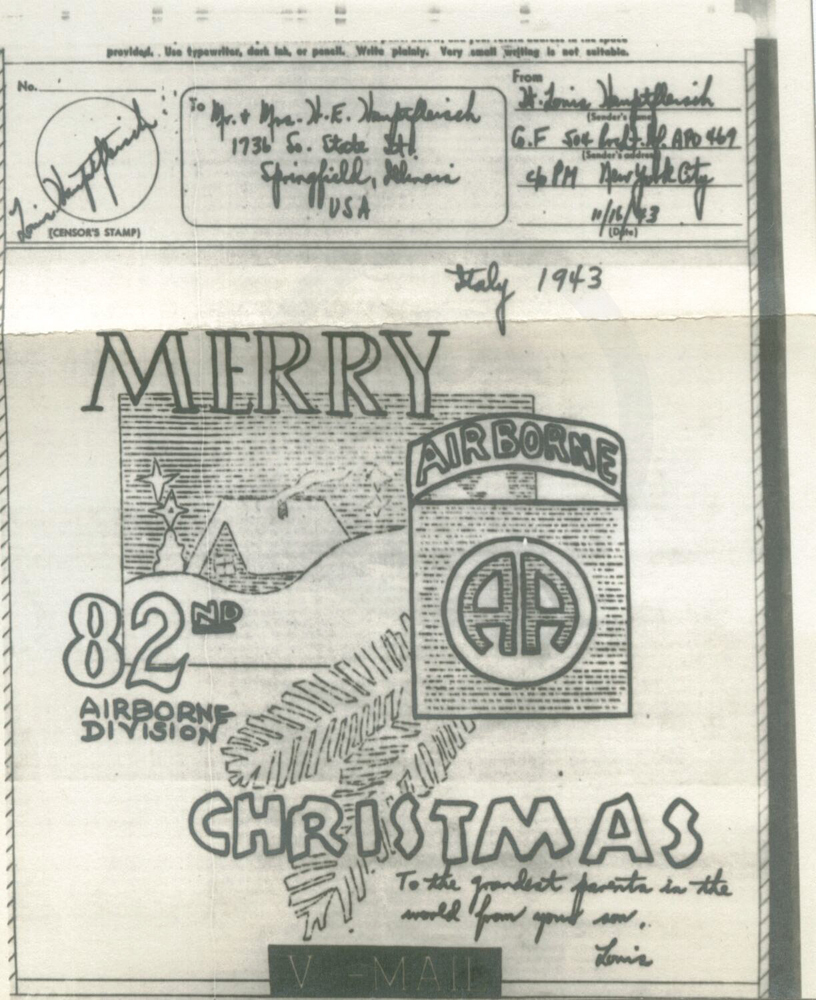 provided. Use typewriter, dark ink, or pencil. Write plainly. Very small writing is not suitable.
No.
Louis Hauptfleisch
[CENSOR'S STAMP]
To Mr. & Mrs. H. E. Hauptfleisch
1736 So. State St.
Springfield, Illinois
USA
From
H. Louis Hauptfleisch
(Sender's name)
504 APO 469
(Sender's address)
c/o PM New York City
11/16/43
(Date)
Italy 1943
MERRY
AIRBORNE
AA
82ND
AIRBORNE
DIVISION
CHRISTMAS
To the grandest parents in the
world from your son,
Louis
V - MAIL